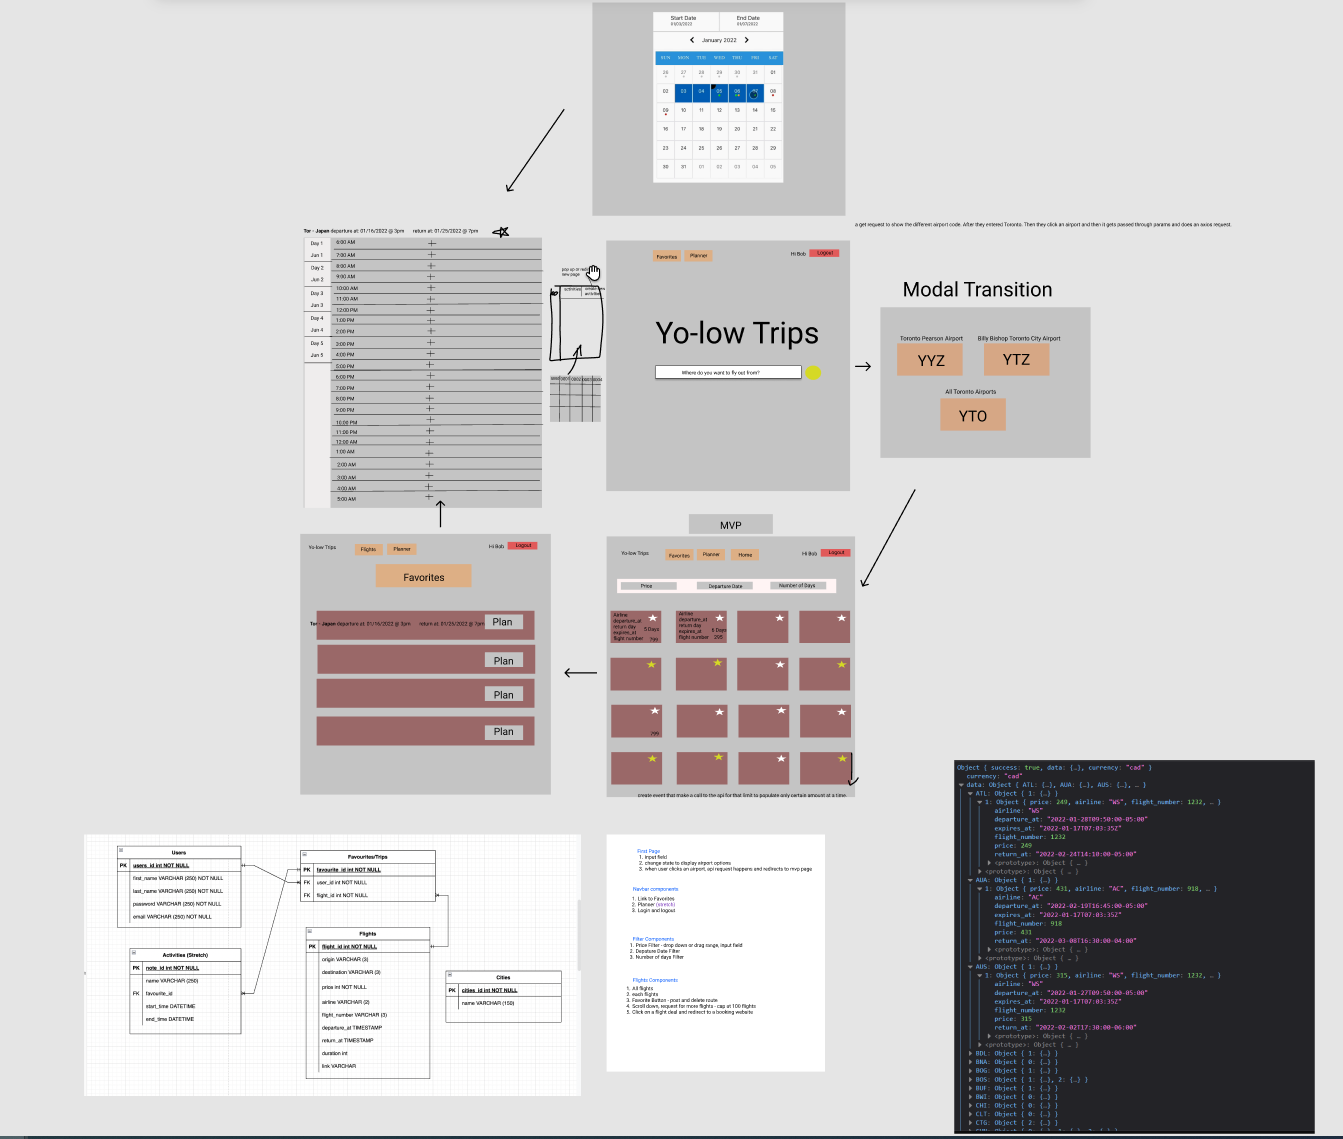 Start Date
End Date
01/03/2022
01/07/2022
January 2022
SUN MON TUE WED THU FRI SAT
26 27 28 29 30 31 01
02 03 04 05 06 08
09 10 11 12 13 14 15
16 17 18 19 20 21 22
23 24 25 26 27 28 29
30 31 01 02 03 04 05
a get request to show the different airport code. After they entered Toronto. Then they click an airport and then it gets passed through params and does an axios request.
Tor - Japan departure at: 01/16/2022 @ 3pm return at: 01/25/2022 @ 7pm
Day 1
Jun 1
Day 2
Jun 2
Day 3
Jun 3
Day 4
Jun 4
Day 5
Jun 5
6:00 AM
7:00 AM
8:00 AM
9:00 AM
10:00 AM
11:00 AM
12:00 PM
1:00 PM
2:00 PM
3:00 PM
4:00 PM
5:00 PM
6:00 PM
7:00 PM
8:00 PM
9:00 PM
10:00 PM
11:00 PM
12:00 AM
1:00 AM
2:00 AM
3:00 AM
4:00 AM
5:00 AM
pop up or
new page
activities
activities
Favorites
Planner
Hi Bob
Logout
Yo-low Trips
Where do you want to fly out from?
Modal Transition
Toronto Pearson Airport
Billy Bishop Toronto City Airport
YYZ
YTZ
All Toronto Airports
YTO
MVP
Yo-low Trips
Flights
Planner
Hi Bob
Logout
Favorites
Tor - Japan departure at: 01/16/2022 @ 3pm return at: 01/25/2022 @ 7pm
Plan
Plan
Plan
Plan
Yo-low Trips
Favorites
Planner
Home
Hi Bob
Logout
Price
Departure Date
Number of Days
Airline
departure_at
return day
expires_at
flight number
5 Days
799
Airline
departure_at
return day
expires_at
flight number
8 Days
295
799
create event that make a call to the api for that limit to populate only certain amount at a time
Users
PK users_id int NOT NULL
first_name VARCHAR (250) NOT NULL
last_name VARCHAR (250) NOT NULL
password VARCHAR (250) NOT NULL
email VARCHAR (250) NOT NULL
Favourites/Trips
PK favourite_id int NOT NULL
FK user_id int NOT NULL
FK flight_id int NOT NULL
Activities (Stretch)
PK note_id int NOT NULL
name VARCHAR (250)
FK favourite_id
start_time DATETIME
end_time DATETIME
Flights
PK flight_id int NOT NULL
origin VARCHAR (3)
destination VARCHAR (3)
price int NOT NULL
airline VARCHAR (2)
flight_number VARCHAR (3)
departure_at TIMESTAMP
return_at TIMESTAMP
duration int
link VARCHAR
Cities
PK cities_id int NOT NULL
name VARCHAR (150)
First Page
1. input field
2. change state to display airport options
3. when user clicks on airport, api request happens and redirects to mvp page
Navbar components
1. Link to Favorites
2. Planner (stretch)
3. Login and logout
Filter Components
1. Price Filter - drop down or drag range, input field
2. Depature Date Filter
3. Number of days Filter
Flights Components
1. All flights
2. each flights
3. Favorite Button - post and delete route
4. Scroll down, request for more flights - cap at 100 flights
5. Click on a flight deal and redirect to a booking website
Object { success: true, data: {…}, currency: "cad" }
currency: "cad"
data: Object { ATL: {…}, AUA: {…}, AUS: {…}, … }
ATL: Object { 1: {…} }
1: Object { price: 249, airline: "WS", flight_number: 1232, … }
airline: "WS"
departure_at: "2022-01-28T09:50:00-05:00"
expires_at: "2022-01-17T07:03:35Z"
flight_number: 1232
price: 249
return_at: "2022-02-24T14:10:00-05:00"
<prototype>: Object { … }
<prototype>: Object { … }
AUA: Object { 1: {…} }
1: Object { price: 431, airline: "AC", flight_number: 918, … }
airline: "AC"
departure_at: "2022-02-19T16:45:00-05:00"
expires_at: "2022-01-17T07:03:35Z"
flight_number: 918
price: 431
return_at: "2022-03-08T16:30:00-04:00"
<prototype>: Object { … }
<prototype>: Object { … }
AUS: Object { 1: {…} }
1: Object { price: 315, airline: "WS", flight_number: 1232, … }
airline: "WS"
departure_at: "2022-01-27T09:50:00-05:00"
expires_at: "2022-01-17T07:03:35Z"
flight_number: 1232
price: 315
return_at: "2022-02-02T17:30:00-06:00"
<prototype>: Object { … }
<prototype>: Object { … }
BDL: Object { 1: {…} }
BNA: Object { 0: {…} }
BOG: Object { 1: {…} }
BOS: Object { 1: {…}, 2: {…} }
BUF: Object { 1: {…} }
BWI: Object { 0: {…} }
CHI: Object { 0: {…} }
CLT: Object { 0: {…} }
CTG: Object { 2: {…} }